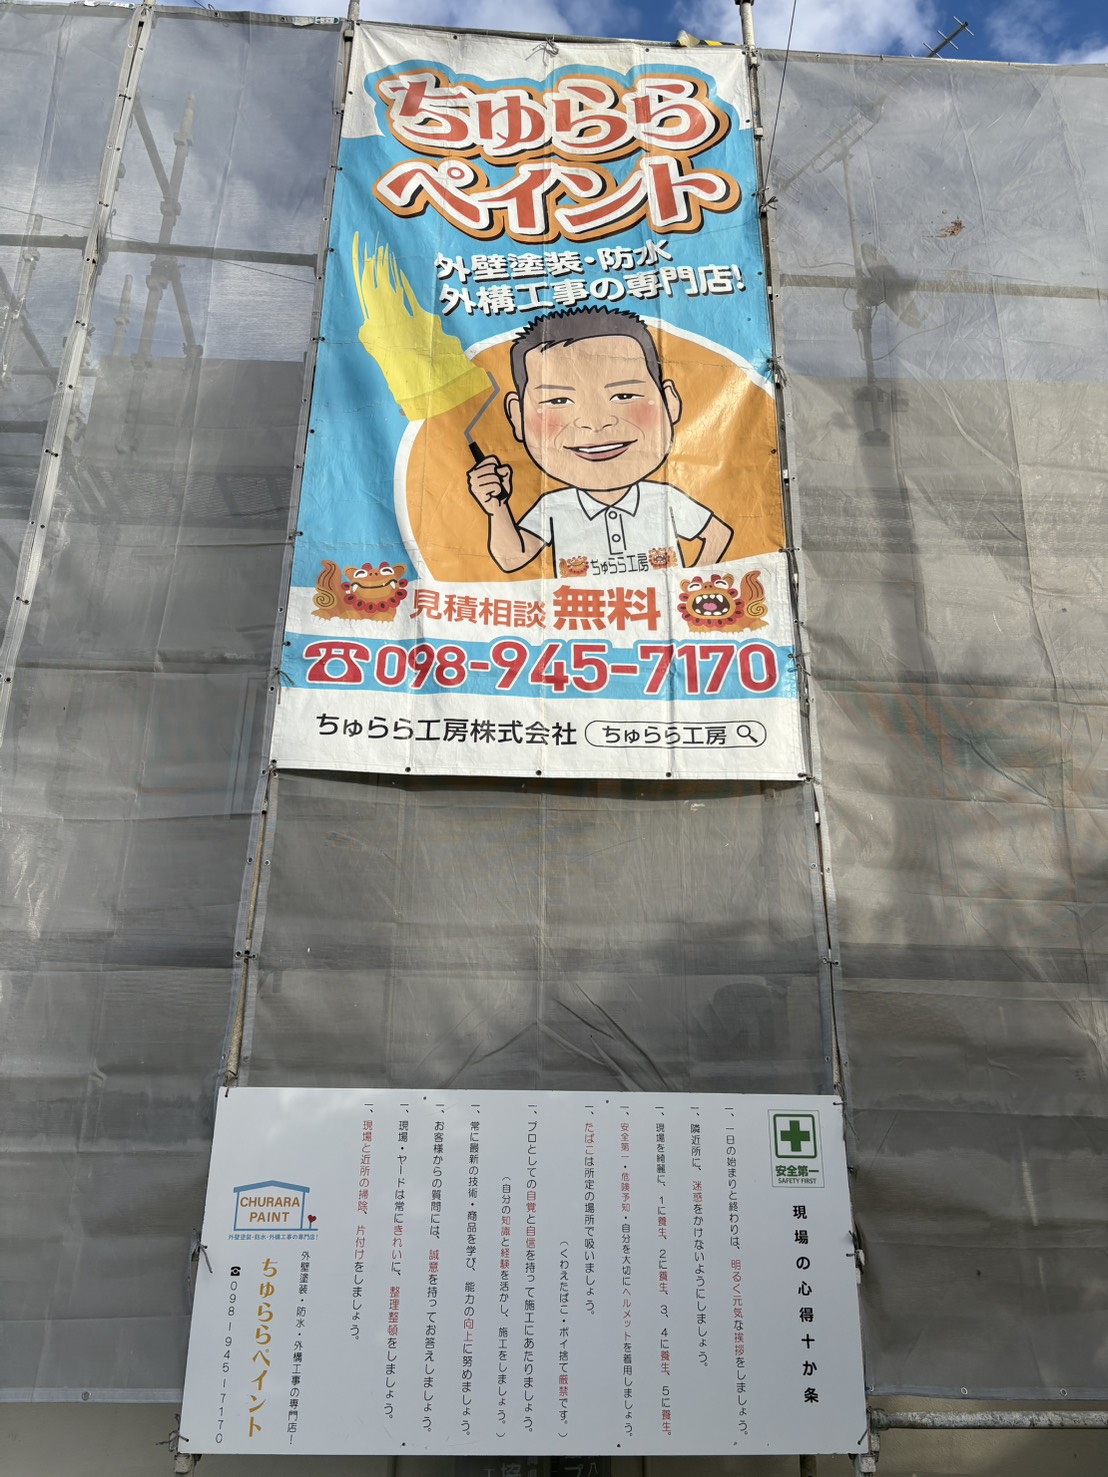 ちゅらら
ペイント
外壁塗装・防水
外構工事の専門店!
ちゅらら工房
見積相談 無料
☎098-945-7170
ちゅらら工房株式会社 ちゅらら工房
安全第一
SAFETY FIRST
現場の心得十か条
一、一日の始まりと終わりは、明るく元気な挨拶をしましょう。
一、隣近所に、迷惑をかけないようにしましょう。
一、現場を綺麗に、1に養生、2に養生、3、4に養生、5に養生。
一、安全第一・危険予知・自分を大切にヘルメットを着用しましょう。
一、たばこは所定の場所で吸いましょう。
（くわえたばこ・ポイ捨て厳禁です。）
一、プロとしての自覚と自信を持って施工にあたりましょう。
（自分の知識と経験を活かし、施工をしましょう。）
一、常に最新の技術・商品を学び、能力の向上に努めましょう。
一、お客様からの質問には、誠意を持ってお答えしましょう。
一、現場・ヤードは常にきれいに、整理整頓をしましょう。
一、現場と近所の掃除、片付けをしましょう。
CHURARA
PAINT
外壁塗装・防水・外構工事の専門店!
外壁塗装・防水・外構工事の専門店!
ちゅららペイント
☎098-945-7170